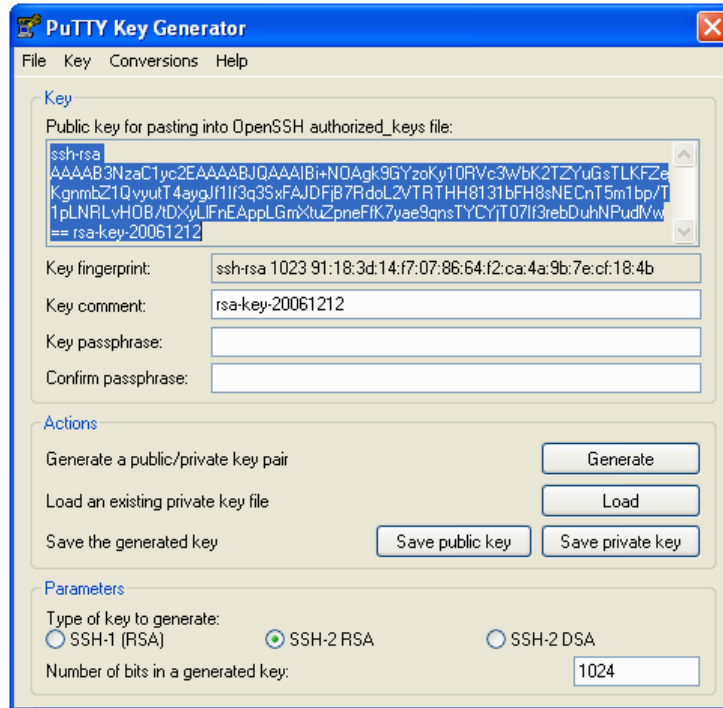 PuTTY Key Generator
File Key Conversions Help
Key
Public key for pasting into OpenSSH authorized_keys file:
ssh-rsa
AAAAB3NzaC1yc2EAAAABJQAAAIBi+NOAgk9GYzoKy10RVc3WbK2TZYuGsTLKFZe
KgnmbZ1QvyutT4aygJf1If3q3SxFAJDFjB7RdoL2VTRTHH8131bFH8sNECnT5m1bp/T
1pLNRLvHOB/tDXyLlFnEAppLGmXtuZpneFfK7yae9qnsTYCYjT07If3rebDuhNPudlVw
== rsa-key-20061212
Key fingerprint: ssh-rsa 1023 91:18:3d:14:f7:07:86:64:f2:ca:4a:9b:7e:cf:18:4b
Key comment: rsa-key-20061212
Key passphrase:
Confirm passphrase:
Actions
Generate a public/private key pair Generate
Load an existing private key file Load
Save the generated key Save public key Save private key
Parameters
Type of key to generate:
SSH-1 (RSA) SSH-2 RSA SSH-2 DSA
Number of bits in a generated key: 1024